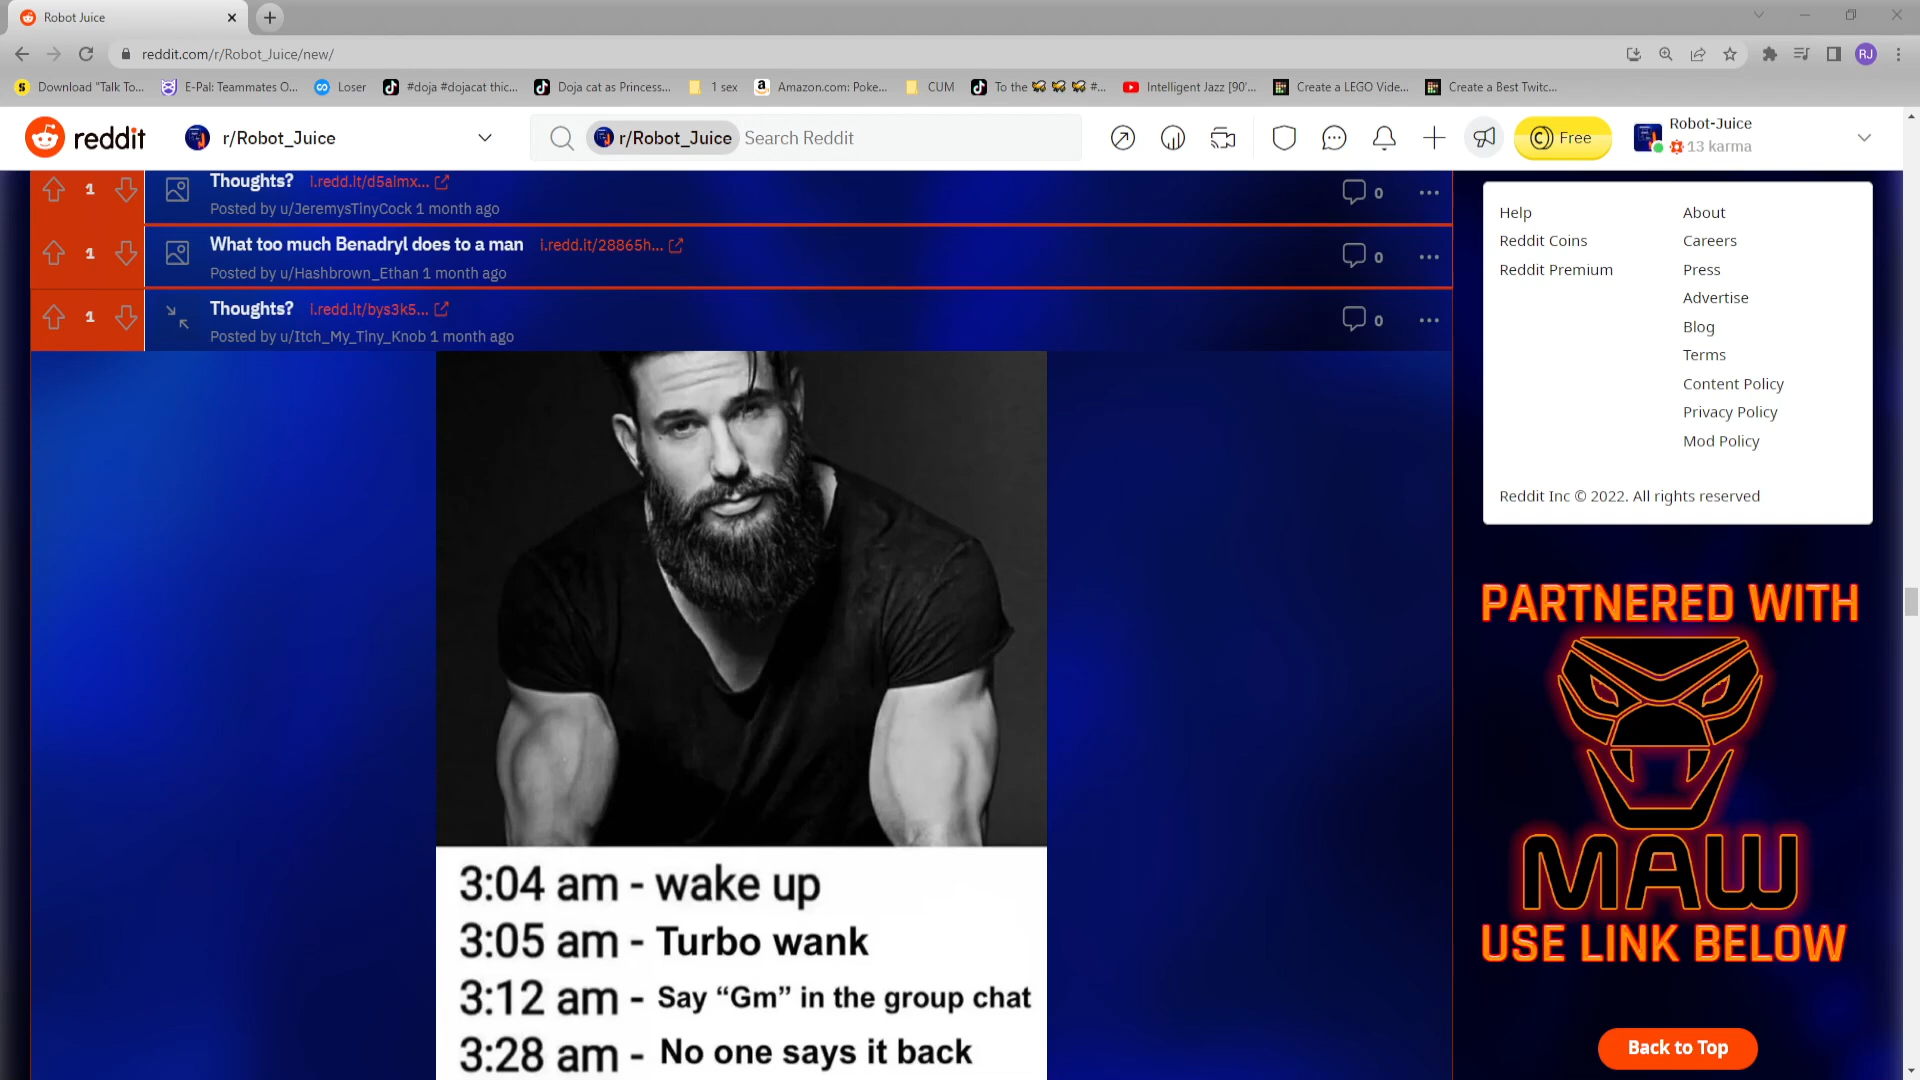 Robot Juice
reddit.com/r/Robot_Juice/new/
RJ
Download "Talk To...
E-Pal: Teammates O...
Loser
#doja #dojacat thic...
Doja cat as Princess...
1 sex
Amazon.com: Poke...
CUM
To the 🐝 🐝 🐝 #...
Intelligent Jazz [90'...
Create a LEGO Vide...
Create a Best Twitc...
reddit
r/Robot_Juice
r/Robot_Juice Search Reddit
Free
Robot-Juice
13 karma
1
Thoughts? i.redd.it/d5almx...
Posted by u/JeremysTinyCock 1 month ago
0
1
What too much Benadryl does to a man i.redd.it/28865h...
Posted by u/Hashbrown_Ethan 1 month ago
0
1
Thoughts? i.redd.it/bys3k5...
Posted by u/Itch_My_Tiny_Knob 1 month ago
0
3:04 am - wake up
3:05 am - Turbo wank
3:12 am - Say “Gm” in the group chat
3:28 am - No one says it back
Help
Reddit Coins
Reddit Premium
About
Careers
Press
Advertise
Blog
Terms
Content Policy
Privacy Policy
Mod Policy
Reddit Inc © 2022. All rights reserved
PARTNERED WITH
MAW
USE LINK BELOW
Back to Top